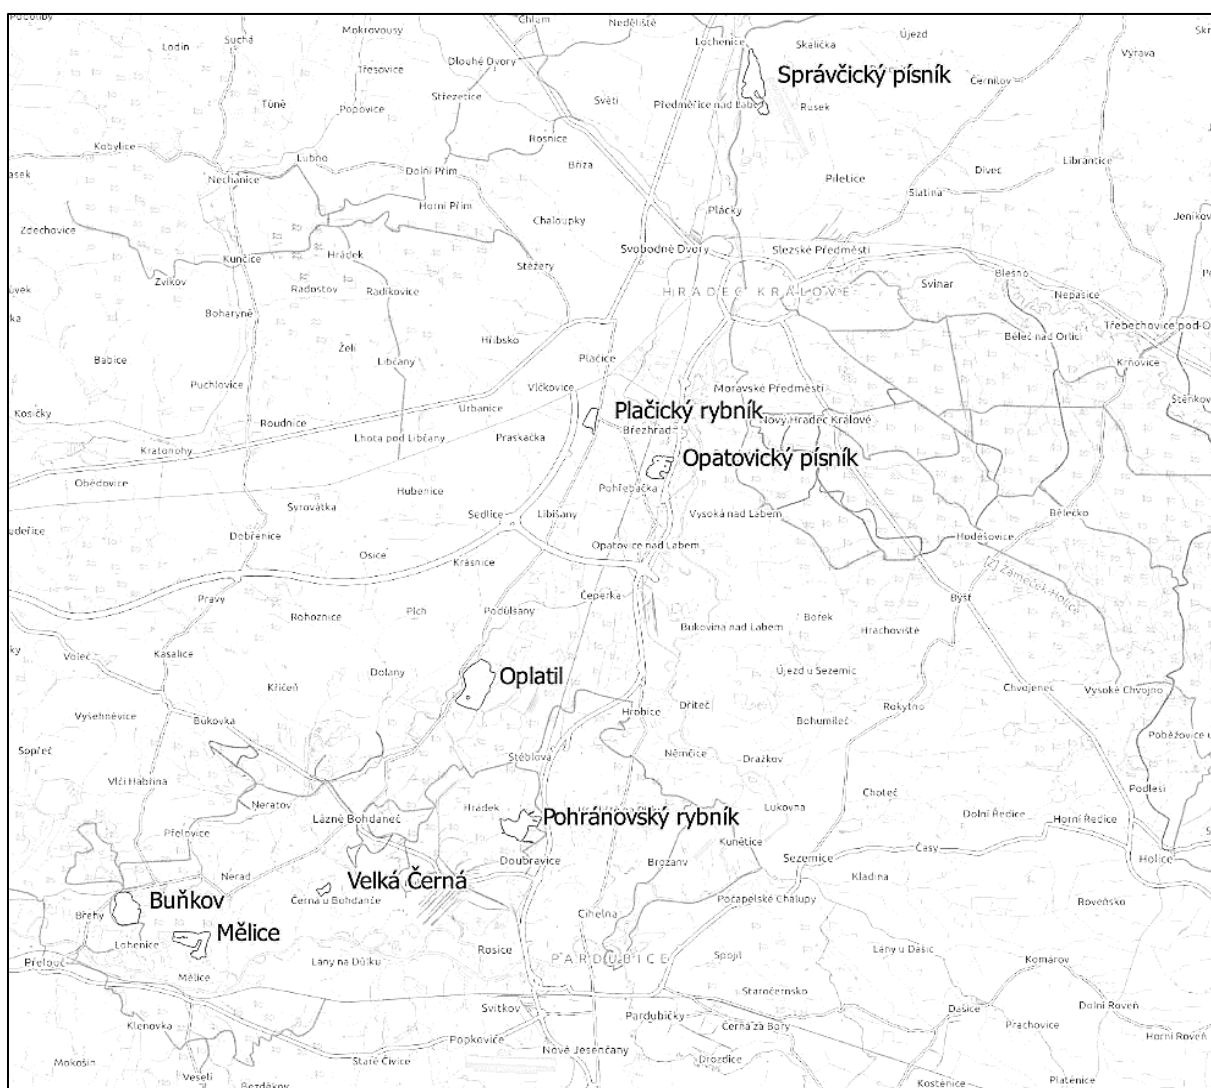 Chlum
Neděliště
Lochenice
Skalička
Újezd
Suchá
Mokrovousy
Lodín
Vyrava
Dlouhé Dvory
Třesovice
Správčický písník
Černilov
Střezetice
Světí
Předměřice nad Labem
Rusek
Tůně
Popovice
Rosnice
Kobylice
Lubno
Bříza
Librantice
Nechanice
Dolní Přím
Divec
Piletice
Slatina
Horní Přím
Plácky
Chaloupky
Zdechovice
Svobodné Dvory
Slezské Předměstí
Hrádek
Kunčice
Stěžery
Blešno
Zvíkov
Svinar
Radostov
Radíkovice
HRADEC KRÁLOVÉ
Nepasice
Boharyně
Třebechovice pod O
Běleč nad Orlicí
Hřibsko
Želí
Plačice
Babice
Libčany
Krňovice
Puchlovice
Vlčkovice
Moravské Předměstí
Urbanice
Plačický rybník
Kosičky
Roudnice
Nový Hradec Králové
Březhrad
Lhota pod Libčany
Praskačka
Kratonohy
Opatovický písník
Obědovice
Hubenice
Pohřebačka
Syrovátka
Sedlice
Libišany
Vysoká nad Labem
Bělečko
Dobřenice
Hoděšovice
Osice
Opatovice nad Labem
Krásnice
[Z] Zámeček-Holice
Pravy
Čeperka
Býšť
Rohoznice
Plch
Podůlšany
Bukovina nad Labem
Borek
Hrachoviště
Voleč
Kasalice
Dolany
Oplatil
Újezd u Sezemic
Křičeň
Chvojenec
Vysoké Chvojno
Vyšehněvice
Bukovka
Hrobice
Dříteč
Rokytno
Bohumileč
Sopřeč
Stéblová
Němčice
Dražkov
Vlčí Habřina
Choteč
Podlesí
Neratov
Hrádek
Lukovna
Lázně Bohdaneč
Pohránovský rybník
Dolní Ředice
Horní Ředice
Přelovice
Kunětice
Časy
Doubravice
Brozany
Sezemice
Holice
Nerad
Velká Černá
Kladina
Buňkov
Černá u Bohdanče
Počapelské Chalupy
Roveňsko
Břehy
Cihelna
Mělice
Lohenice
Rosice
Lány u Dašic
Přelouč
Lány na Důlku
PARDUBICE
Spojil
Komárov
Mělice
Staročernsko
Svítkov
Dašice
Dolní Roveň
Klenovka
Pardubičky
Černá za Bory
Prachovice
Popkovice
Horní Roveň
Mokošín
Staré Čívice
Nové Jesenčany
Drozdice
Veselí
Kostěnice
Platěnice